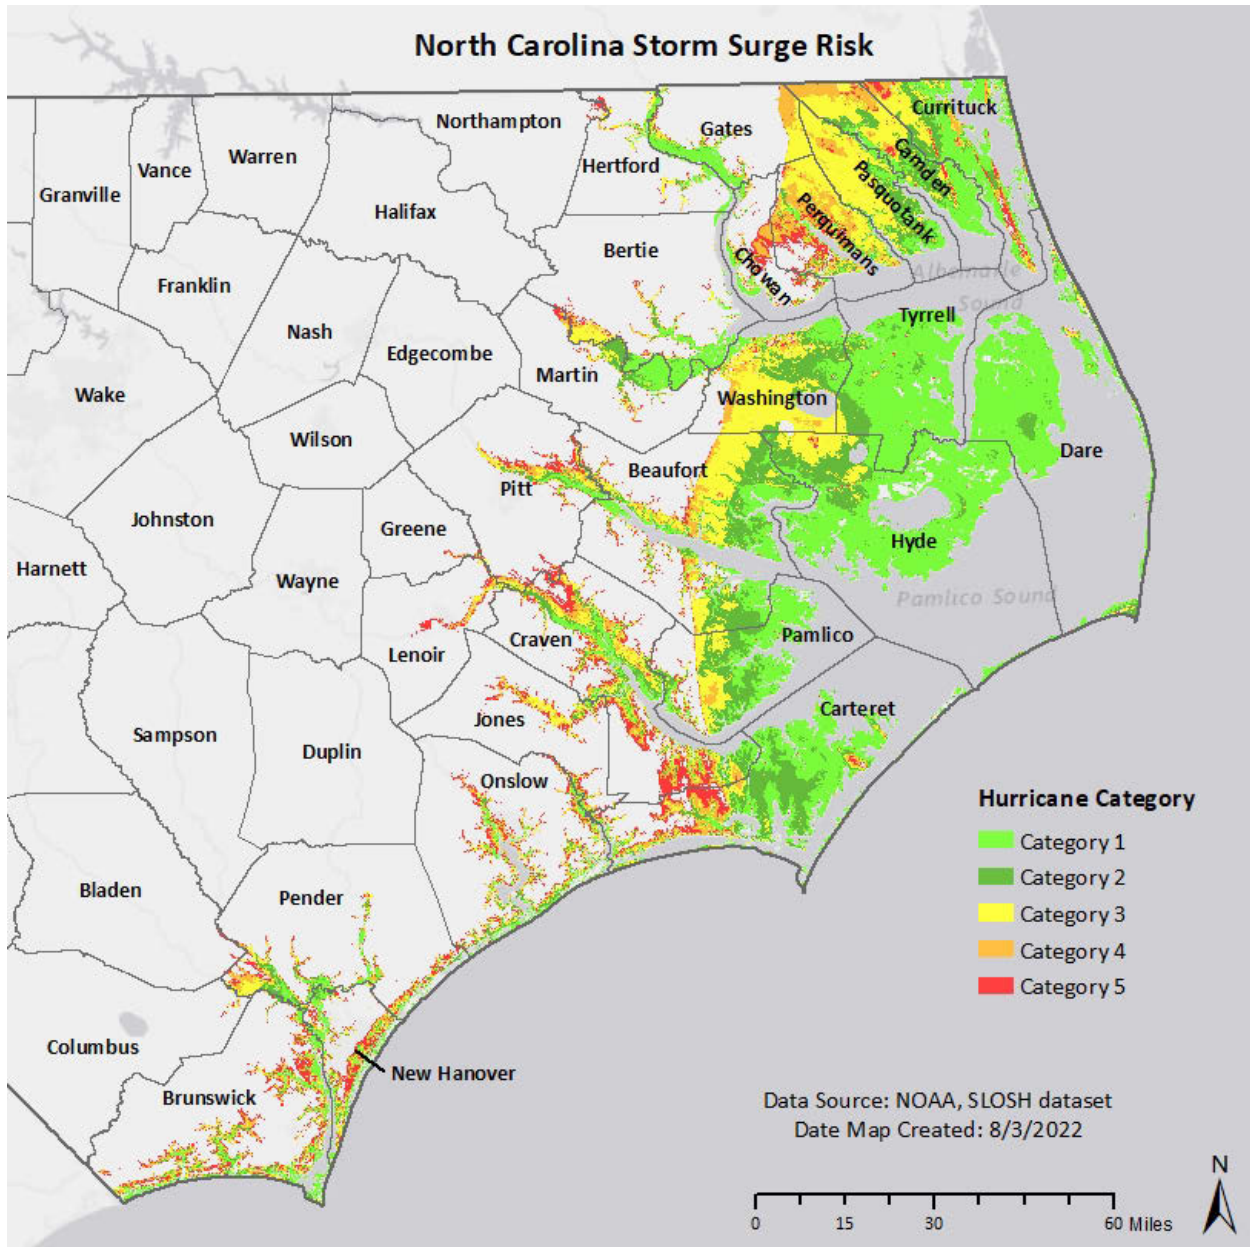 North Carolina Storm Surge Risk
Currituck
Northampton
Gates
Camden
Warren
Hertford
Vance
Pasquotank
Granville
Halifax
Perquimans
Bertie
Chowan
Albemarle
Sound
Franklin
Tyrrell
Nash
Edgecombe
Martin
Wake
Washington
Wilson
Dare
Beaufort
Pitt
Johnston
Greene
Hyde
Harnett
Wayne
Pamlico Sound
Craven
Pamlico
Lenoir
Carteret
Jones
Sampson
Duplin
Onslow
Hurricane Category
Category 1
Category 2
Category 3
Category 4
Category 5
Bladen
Pender
Columbus
New Hanover
Brunswick
Data Source: NOAA, SLOSH dataset
Date Map Created: 8/3/2022
N
0 15 30 60 Miles